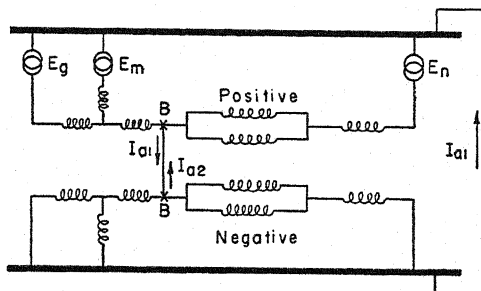 Eg
Em
En
Positive
B
Ia1
Ia2
Ia1
B
Negative